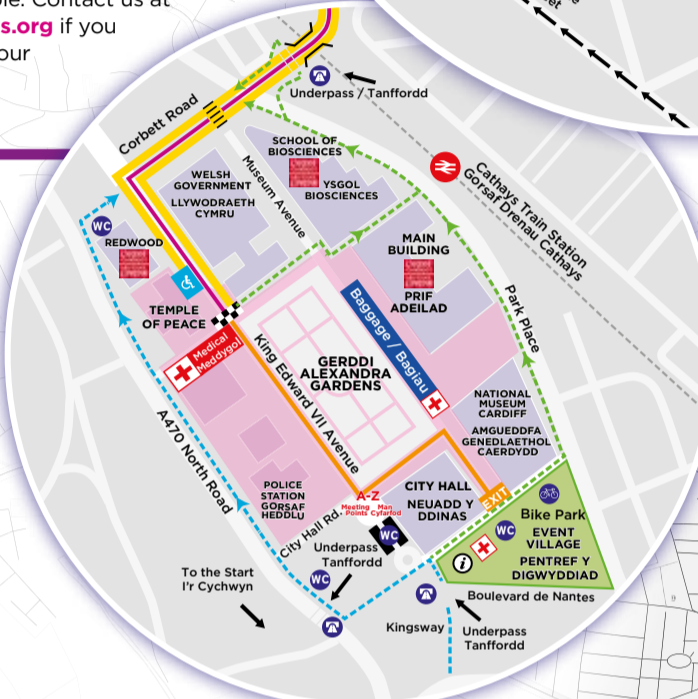 ble. Contact us at
s.org if you
our
Underpass / Tanffordd
Corbett Road
SCHOOL OF
BIOSCIENCES
YSGOL
BIOSCIENCES
WELSH
GOVERNMENT
LLYWODRAETH
CYMRU
Museum Avenue
Cathays Train Station
Gorsaf Drenau Cathays
WC
REDWOOD
MAIN
BUILDING
PRIF
ADEILAD
TEMPLE
OF PEACE
Medical
Meddygol
King Edward VII Avenue
GERDDI
ALEXANDRA
GARDENS
Baggage / Bagiau
Park Place
A470 North Road
NATIONAL
MUSEUM
CARDIFF
AMGUEDDFA
GENEDLAETHOL
CAERDYDD
POLICE
STATION
GORSAF
HEDDLU
A-Z
Meeting Man
Points Cyfarfod
CITY HALL
NEUADD Y
DDINAS
EXIT
City Hall Rd.
WC
Bike Park
WC
EVENT
VILLAGE
PENTREF Y
DIGWYDDIAD
i
Underpass
Tanffordd
WC
To the Start
I'r Cychwyn
Boulevard de Nantes
Kingsway
Underpass
Tanffordd